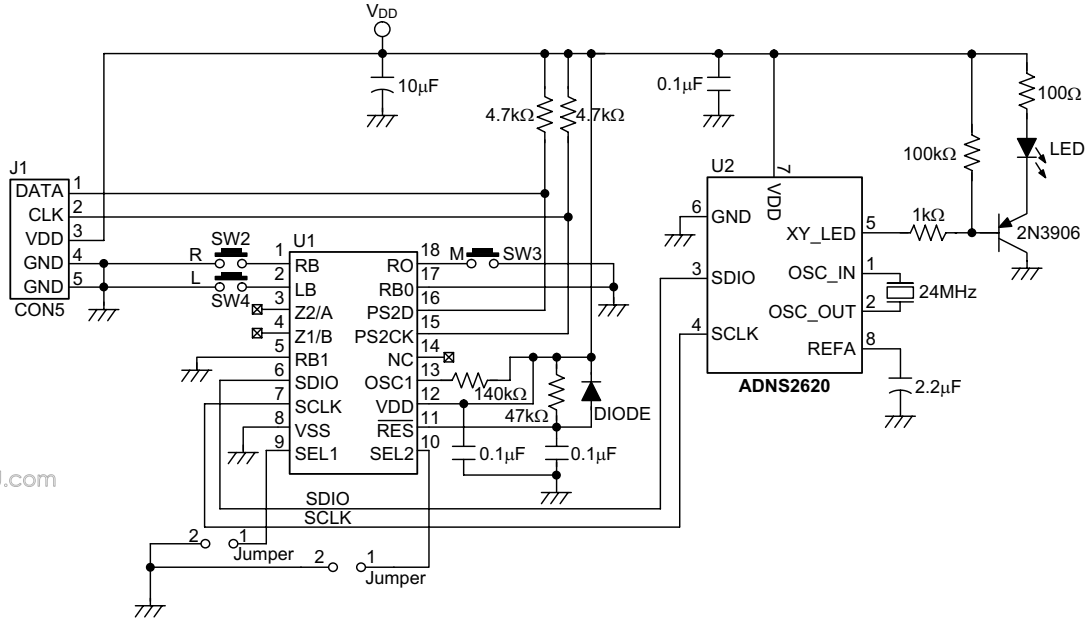 VDD
10μF
4.7kΩ
4.7kΩ
0.1μF
100Ω
LED
100kΩ
2N3906
J1
DATA 1
CLK 2
VDD 3
GND 4
GND 5
CON5
R SW2
L SW4
U1
1 RB
2 LB
3 Z2/A
4 Z1/B
5 RB1
6 SDIO
7 SCLK
8 VSS
9 SEL1
RO 18
RB0 17
PS2D 16
PS2CK 15
NC 14
OSC1 13
VDD 12
RES 11
SEL2 10
M SW3
140kΩ
47kΩ
DIODE
0.1μF
0.1μF
U2
7 VDD
6 GND
3 SDIO
4 SCLK
XY_LED 5
OSC_IN 1
OSC_OUT 2
REFA 8
ADNS2620
1kΩ
24MHz
2.2μF
.com
SDIO
SCLK
2 1
Jumper
2 1
Jumper